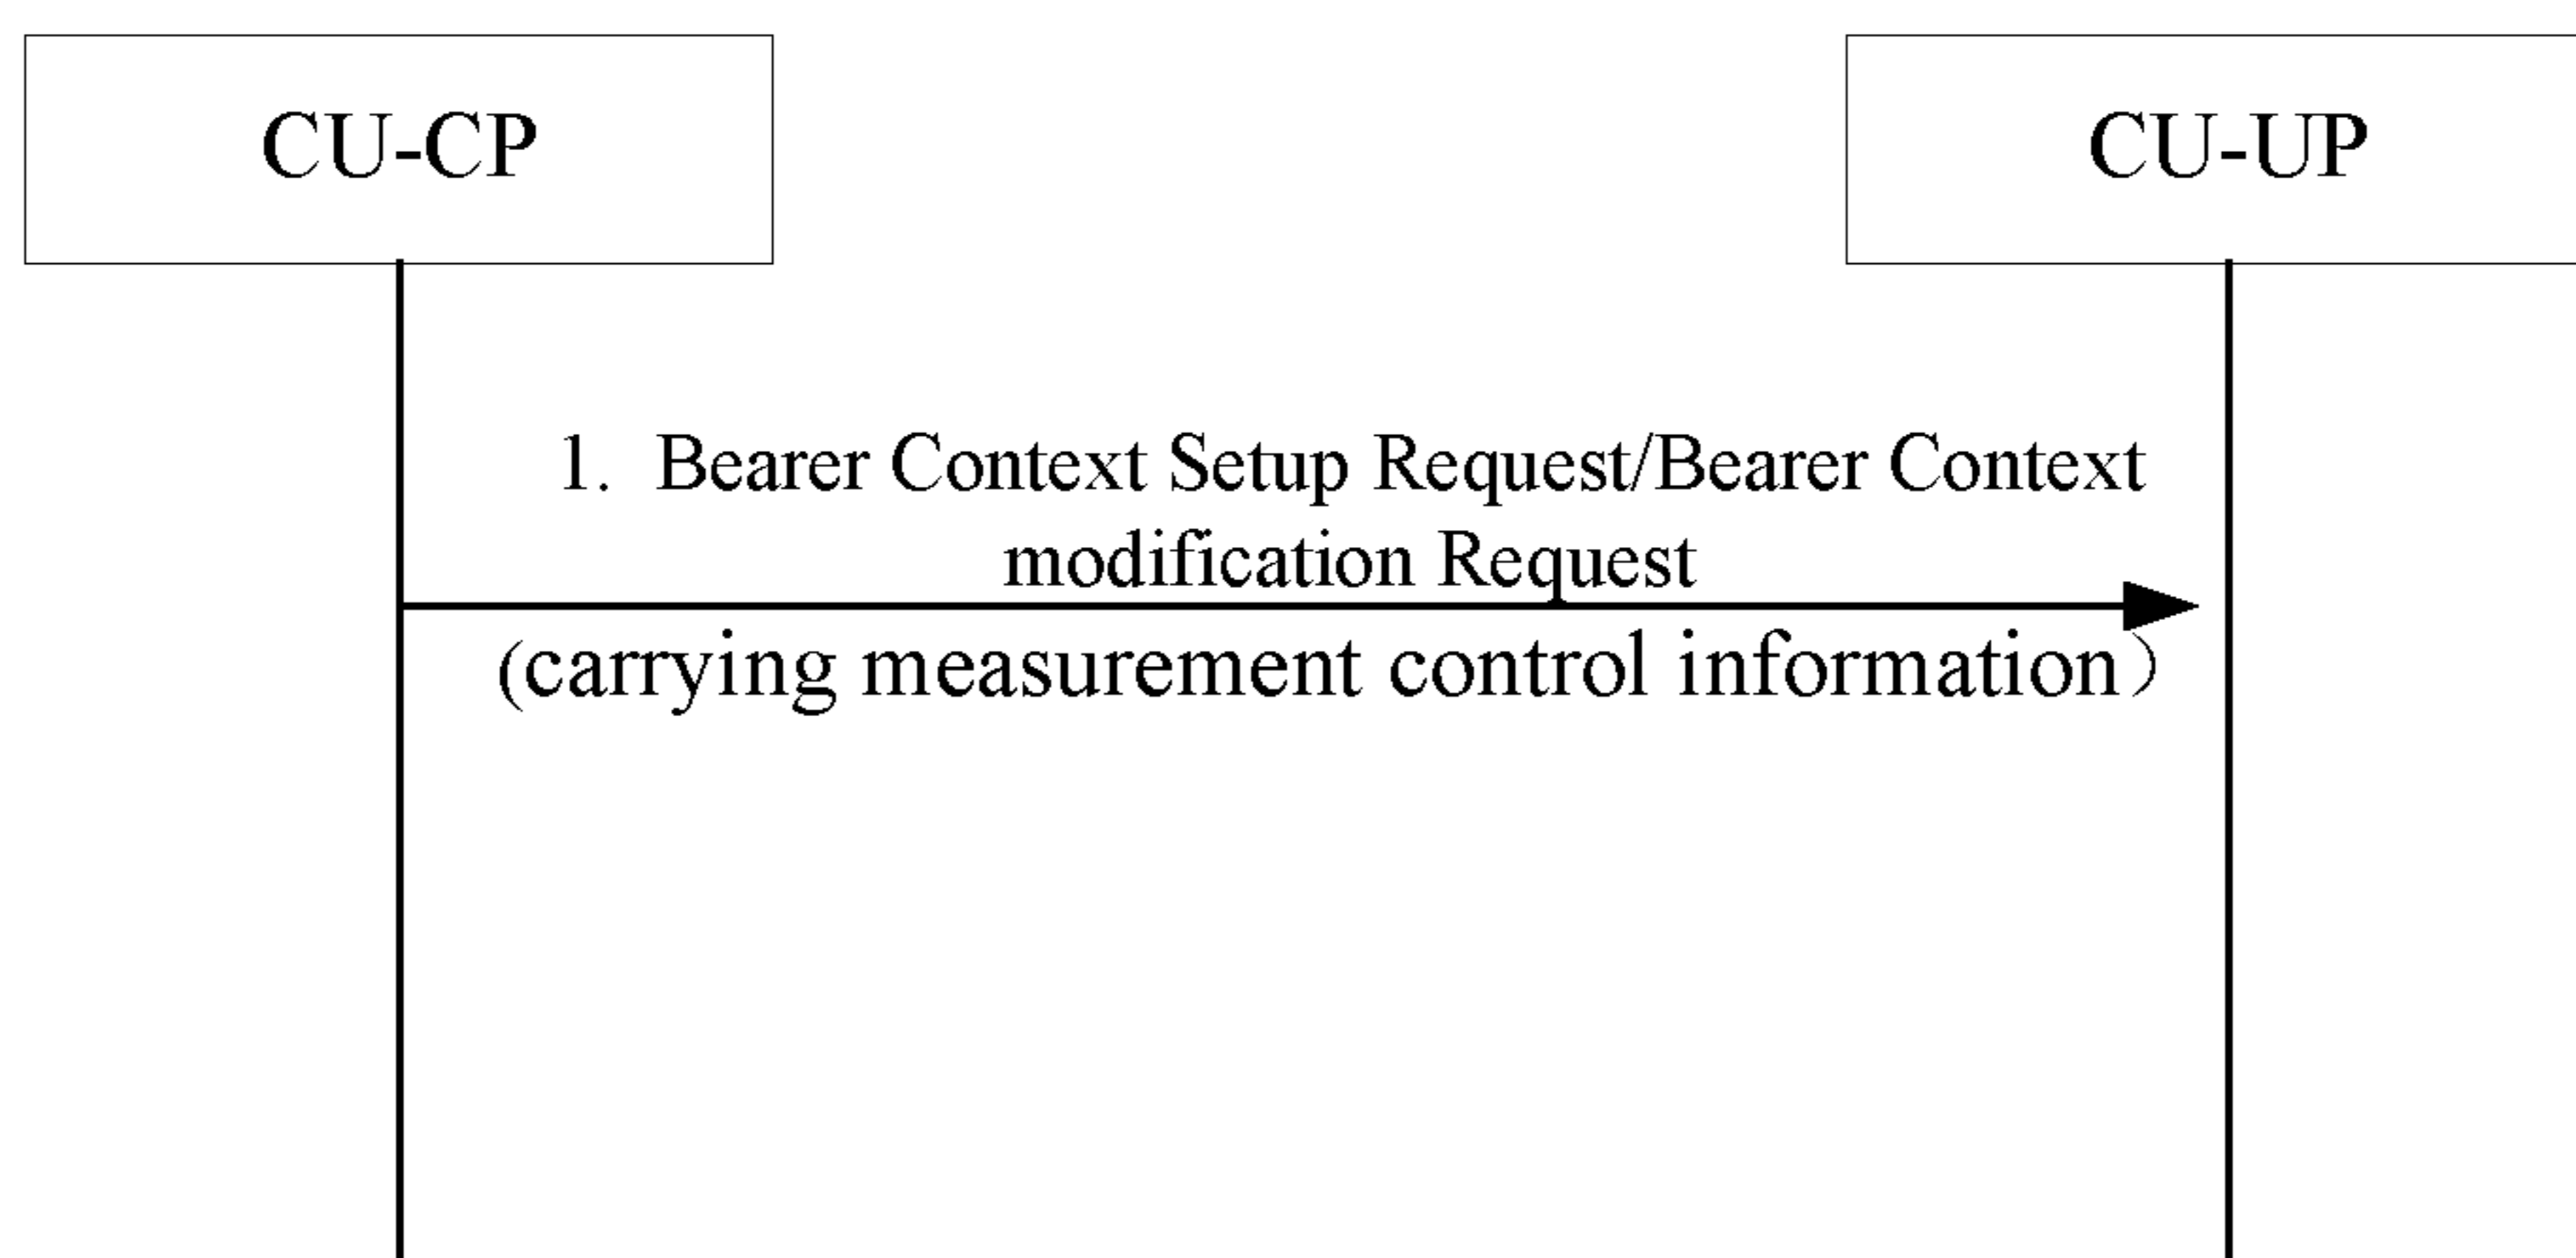 CU-CP
CU-UP
1. Bearer Context Setup Request/Bearer Context
modification Request
(carrying measurement control information）